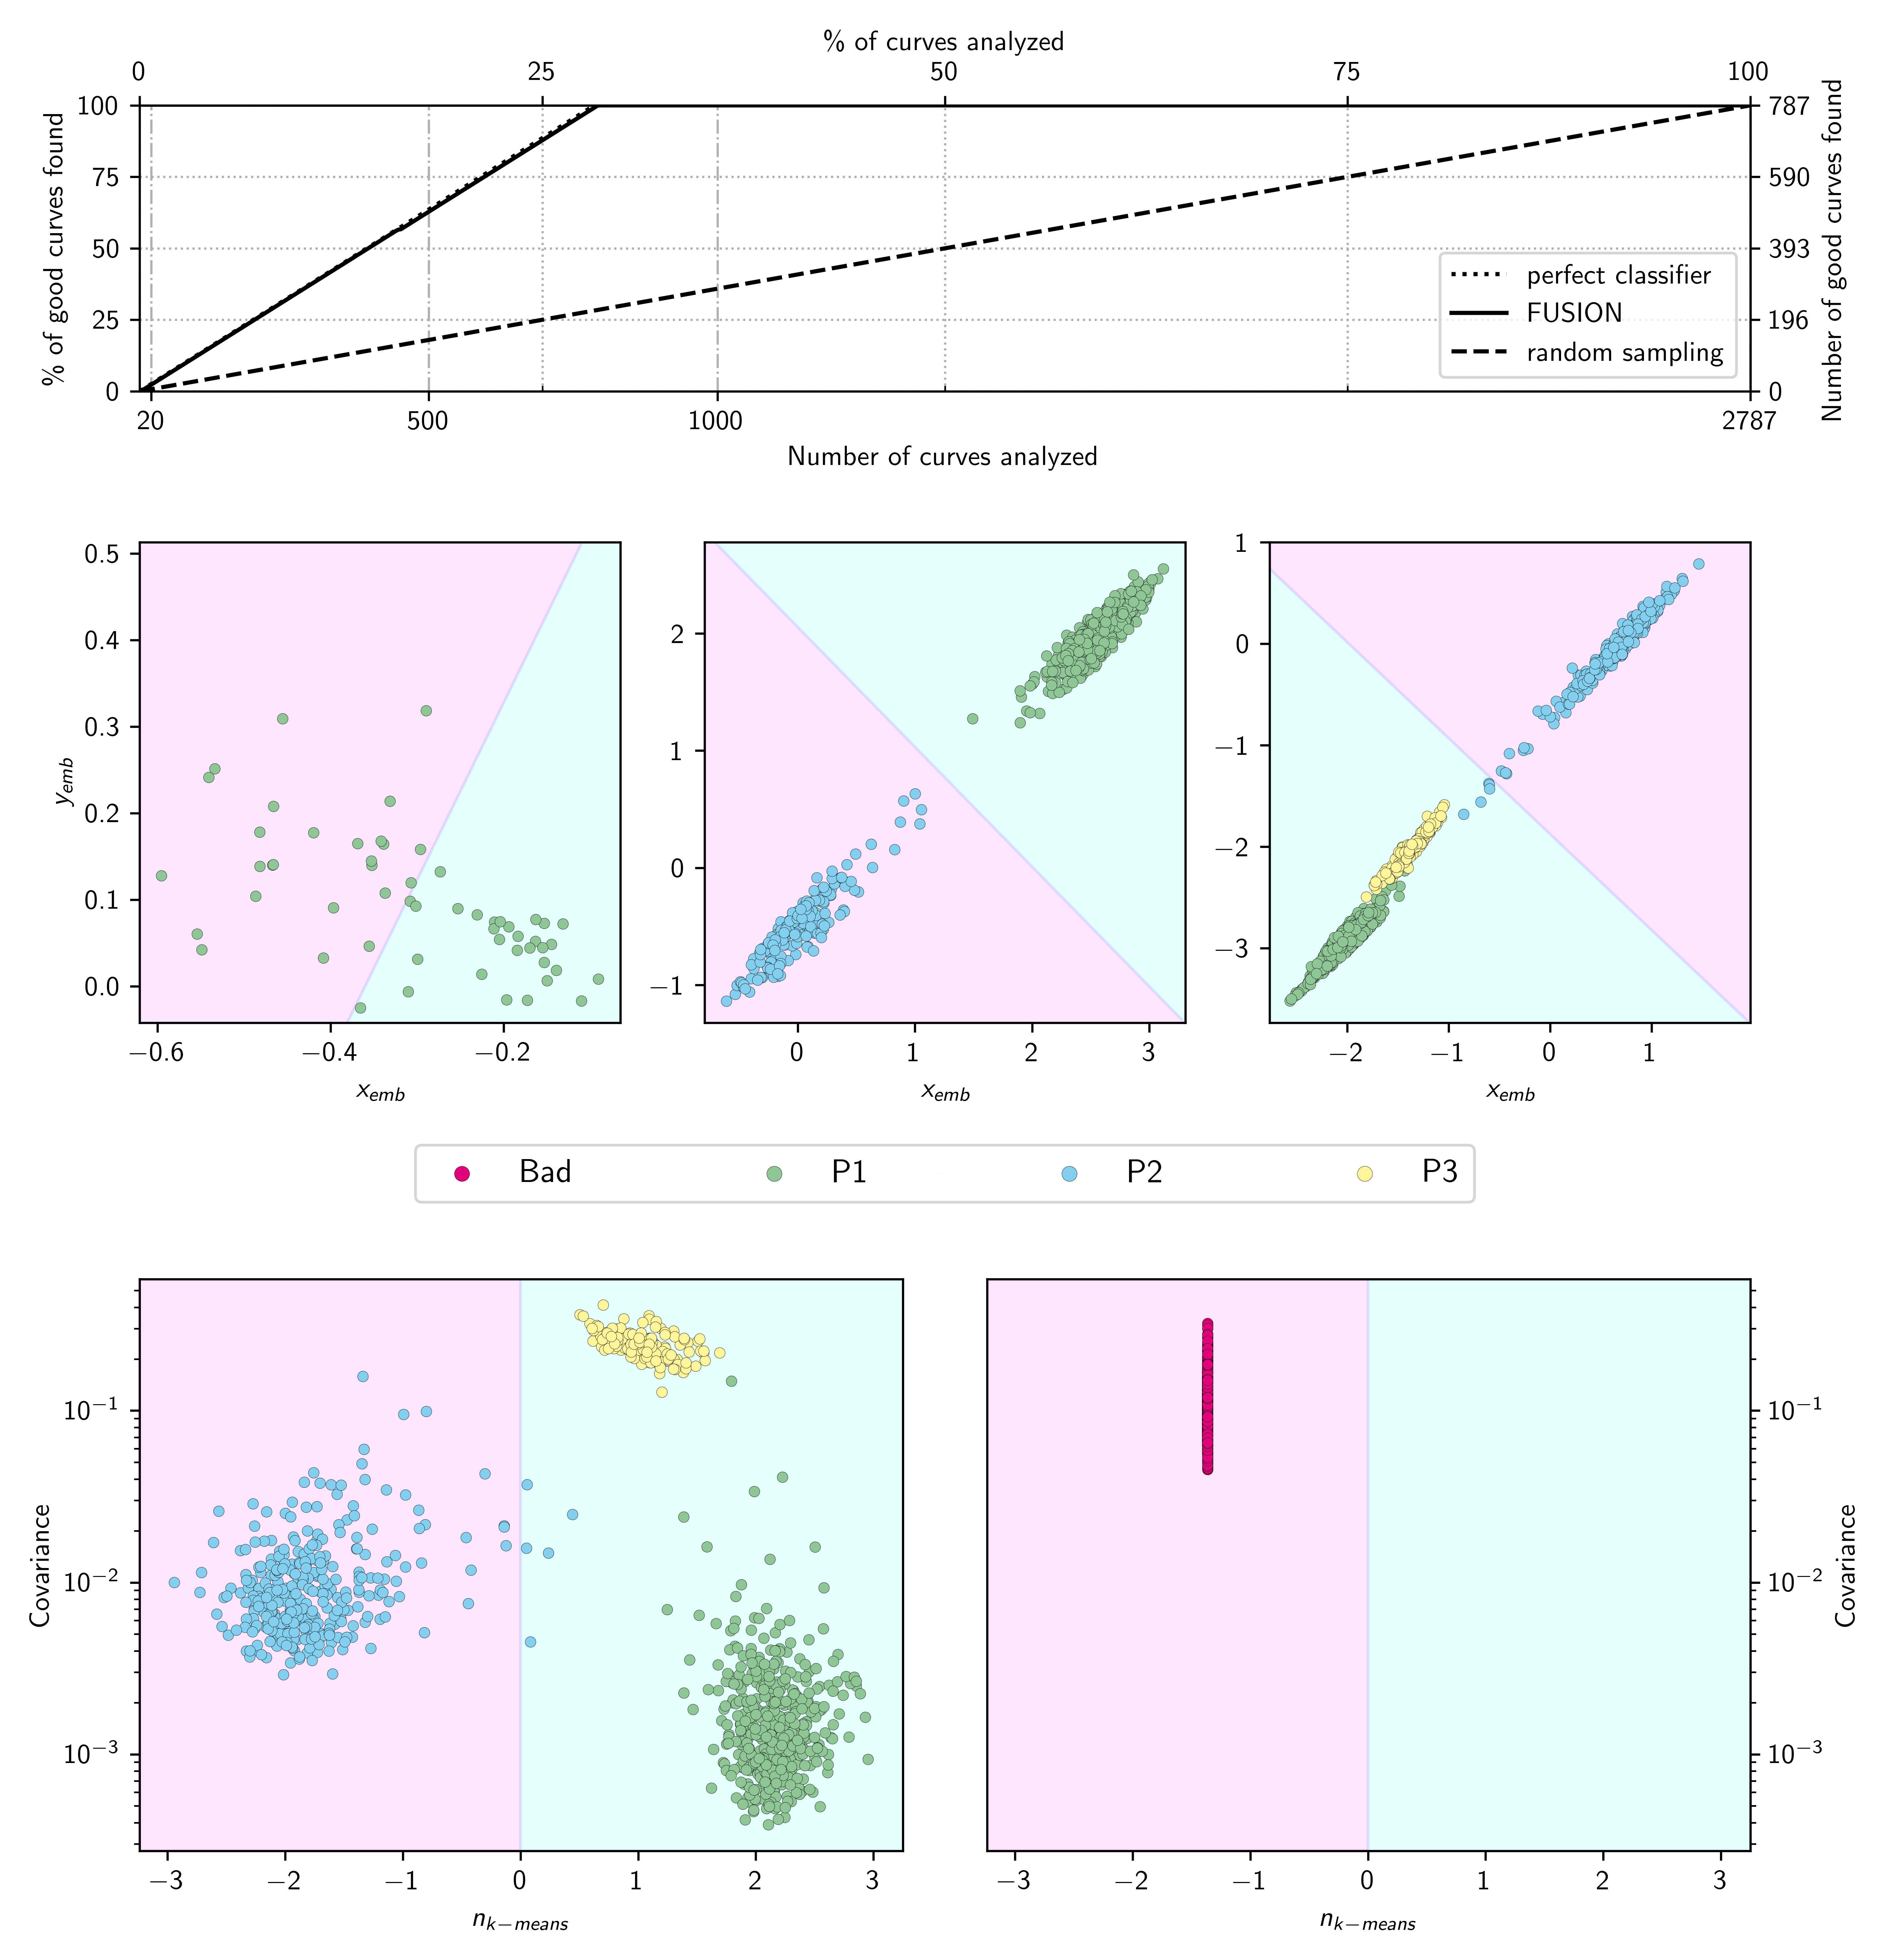 % of curves analyzed
0 25 50 75 100
100 787
75 590
50 393
25 196
0 0
% of good curves found
Number of good curves found
perfect classifier
FUSION
random sampling
20 500 1000 2787
Number of curves analyzed
0.5
0.4
0.3
0.2
0.1
0.0
y_emb
−0.6 −0.4 −0.2
x_emb
2
1
0
−1
0 1 2 3
x_emb
1
0
−1
−2
−3
−2 −1 0 1
x_emb
Bad P1 P2 P3
10⁻¹
10⁻²
10⁻³
Covariance
−3 −2 −1 0 1 2 3
n_k−means
10⁻¹
10⁻²
10⁻³
Covariance
−3 −2 −1 0 1 2 3
n_k−means